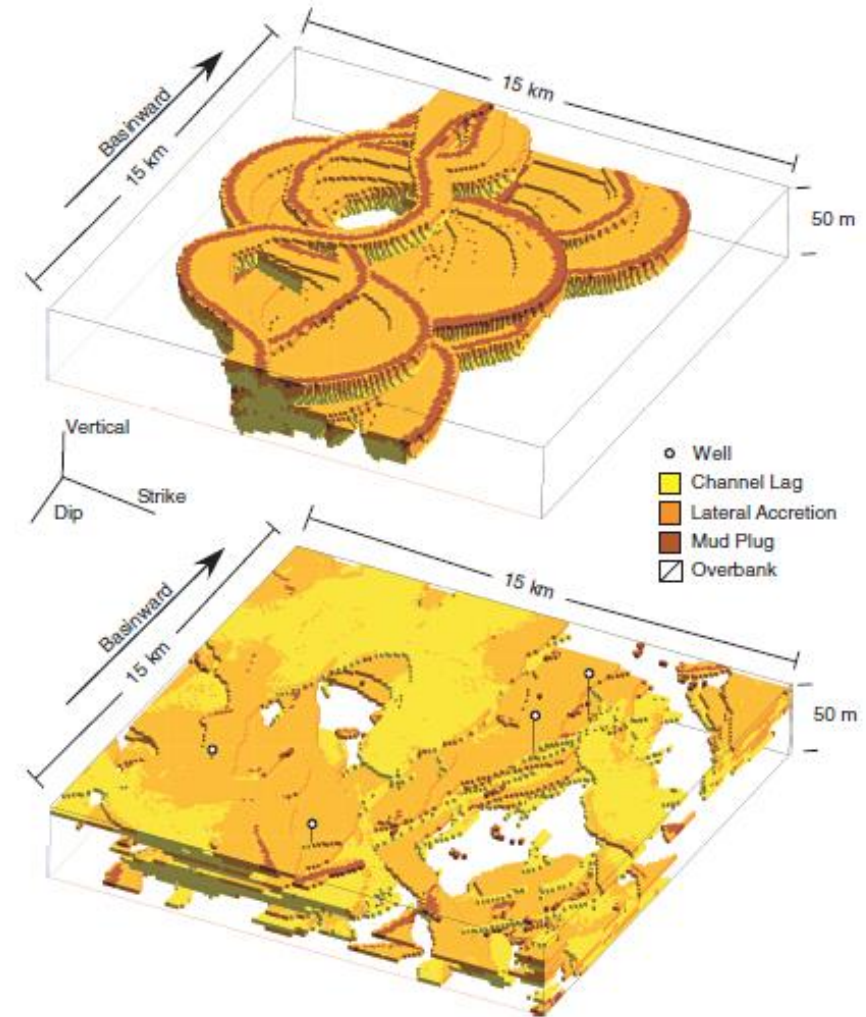 15 km
Basinward
15 km
50 m
Vertical
Strike
Dip
Well
Channel Lag
Lateral Accretion
Mud Plug
Overbank
15 km
Basinward
15 km
50 m